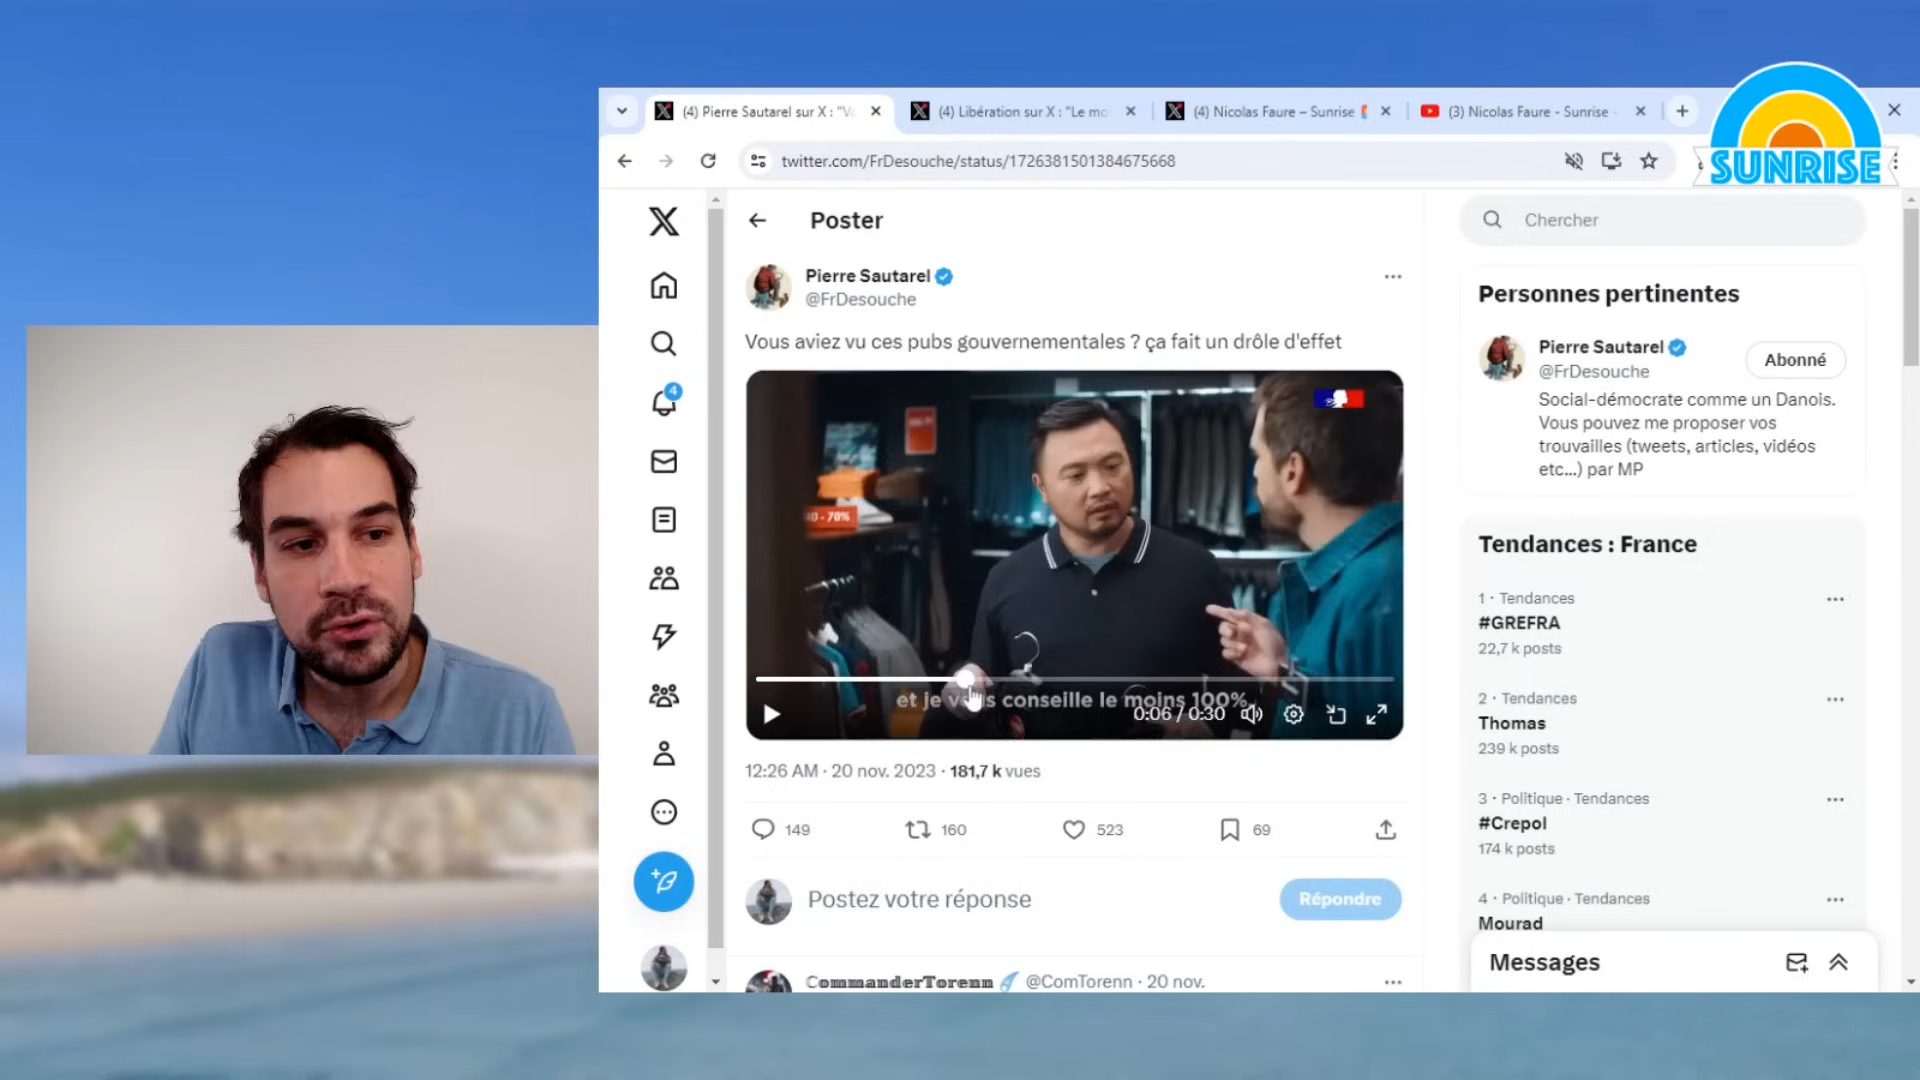 (4) Pierre Sautarel sur X : "Vo
(4) Libération sur X : "Le mo
(4) Nicolas Faure – Sunrise
(3) Nicolas Faure - Sunrise -
SUNRISE
twitter.com/FrDesouche/status/1726381501384675668
Poster
Chercher
Pierre Sautarel
@FrDesouche
Vous aviez vu ces pubs gouvernementales ? ça fait un drôle d'effet
40 - 70%
et je vous conseille le moins 100%,
0:06 / 0:30
12:26 AM · 20 nov. 2023 · 181,7 k vues
149
160
523
69
Postez votre réponse
Répondre
CommanderTorenn @ComTorenn · 20 nov.
4
Personnes pertinentes
Pierre Sautarel
@FrDesouche
Abonné
Social-démocrate comme un Danois.
Vous pouvez me proposer vos
trouvailles (tweets, articles, vidéos
etc...) par MP
Tendances : France
1 · Tendances
#GREFRA
22,7 k posts
2 · Tendances
Thomas
239 k posts
3 · Politique · Tendances
#Crepol
174 k posts
4 · Politique · Tendances
Mourad
Messages